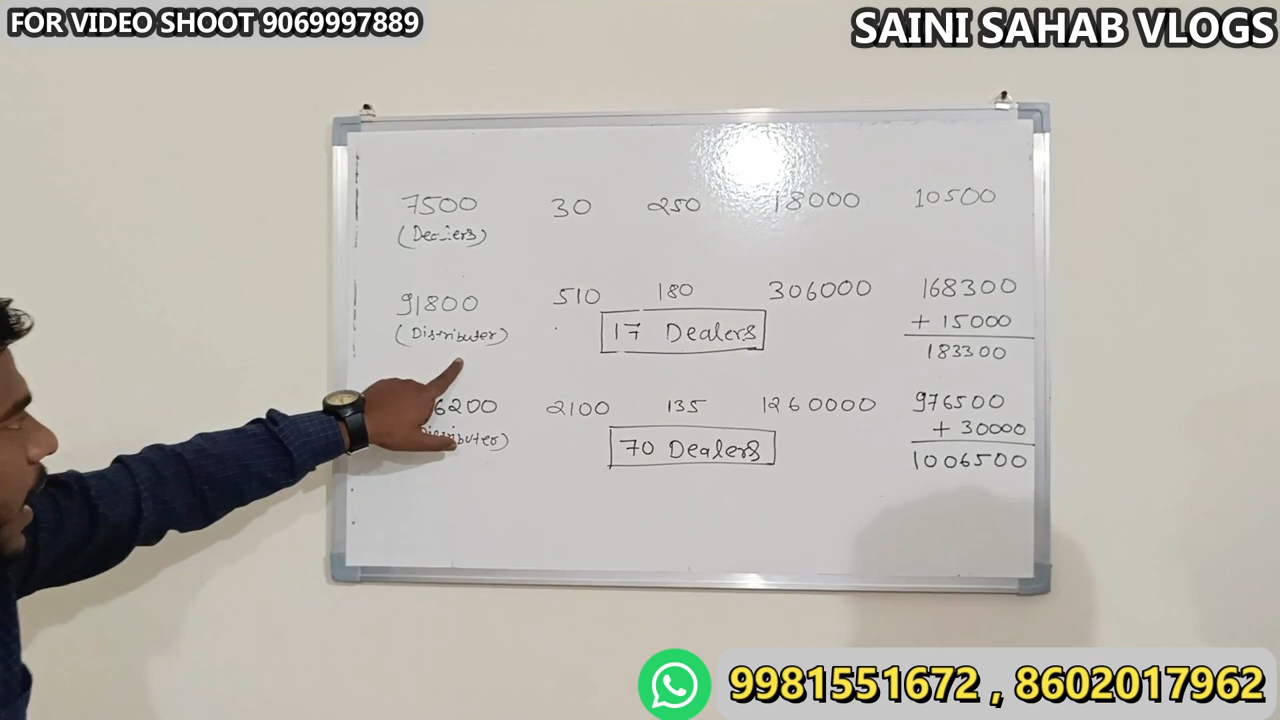 FOR VIDEO SHOOT 9069997889
SAINI SAHAB VLOGS
7500 30 250 18000 10500
(Dealers)
91800 510 180 306000 168300
(Distributer) 17 Dealers + 15000
183300
6200 2100 135 1260000 976500
70 Dealers + 30000
1006500
9981551672 , 8602017962